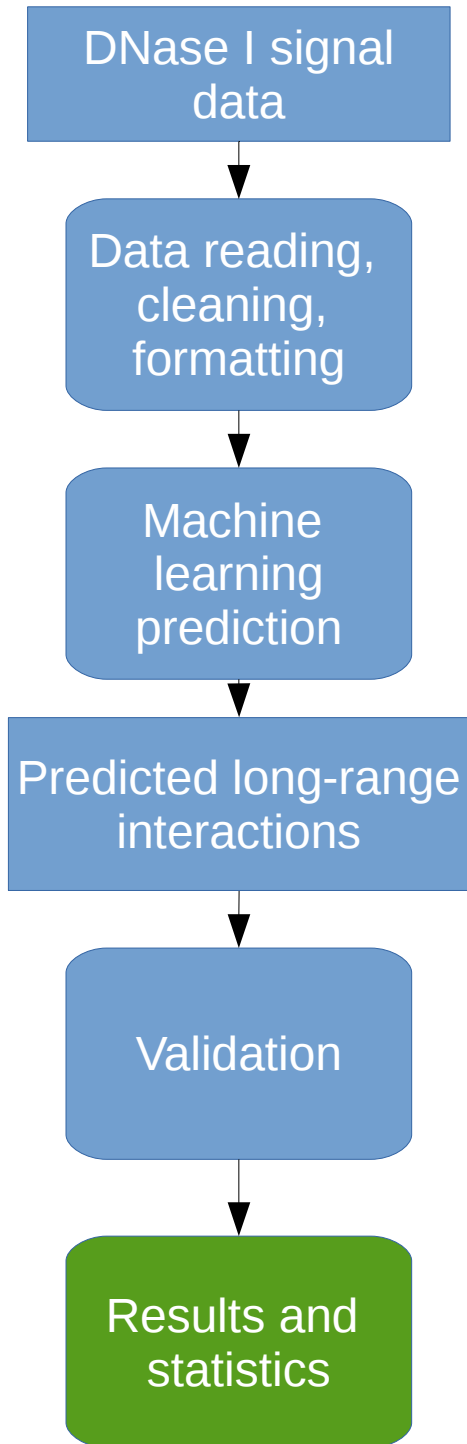 DNase I signal
data
Data reading,
cleaning,
formatting
Machine
learning
prediction
Predicted long-range
interactions
Validation
Results and
statistics